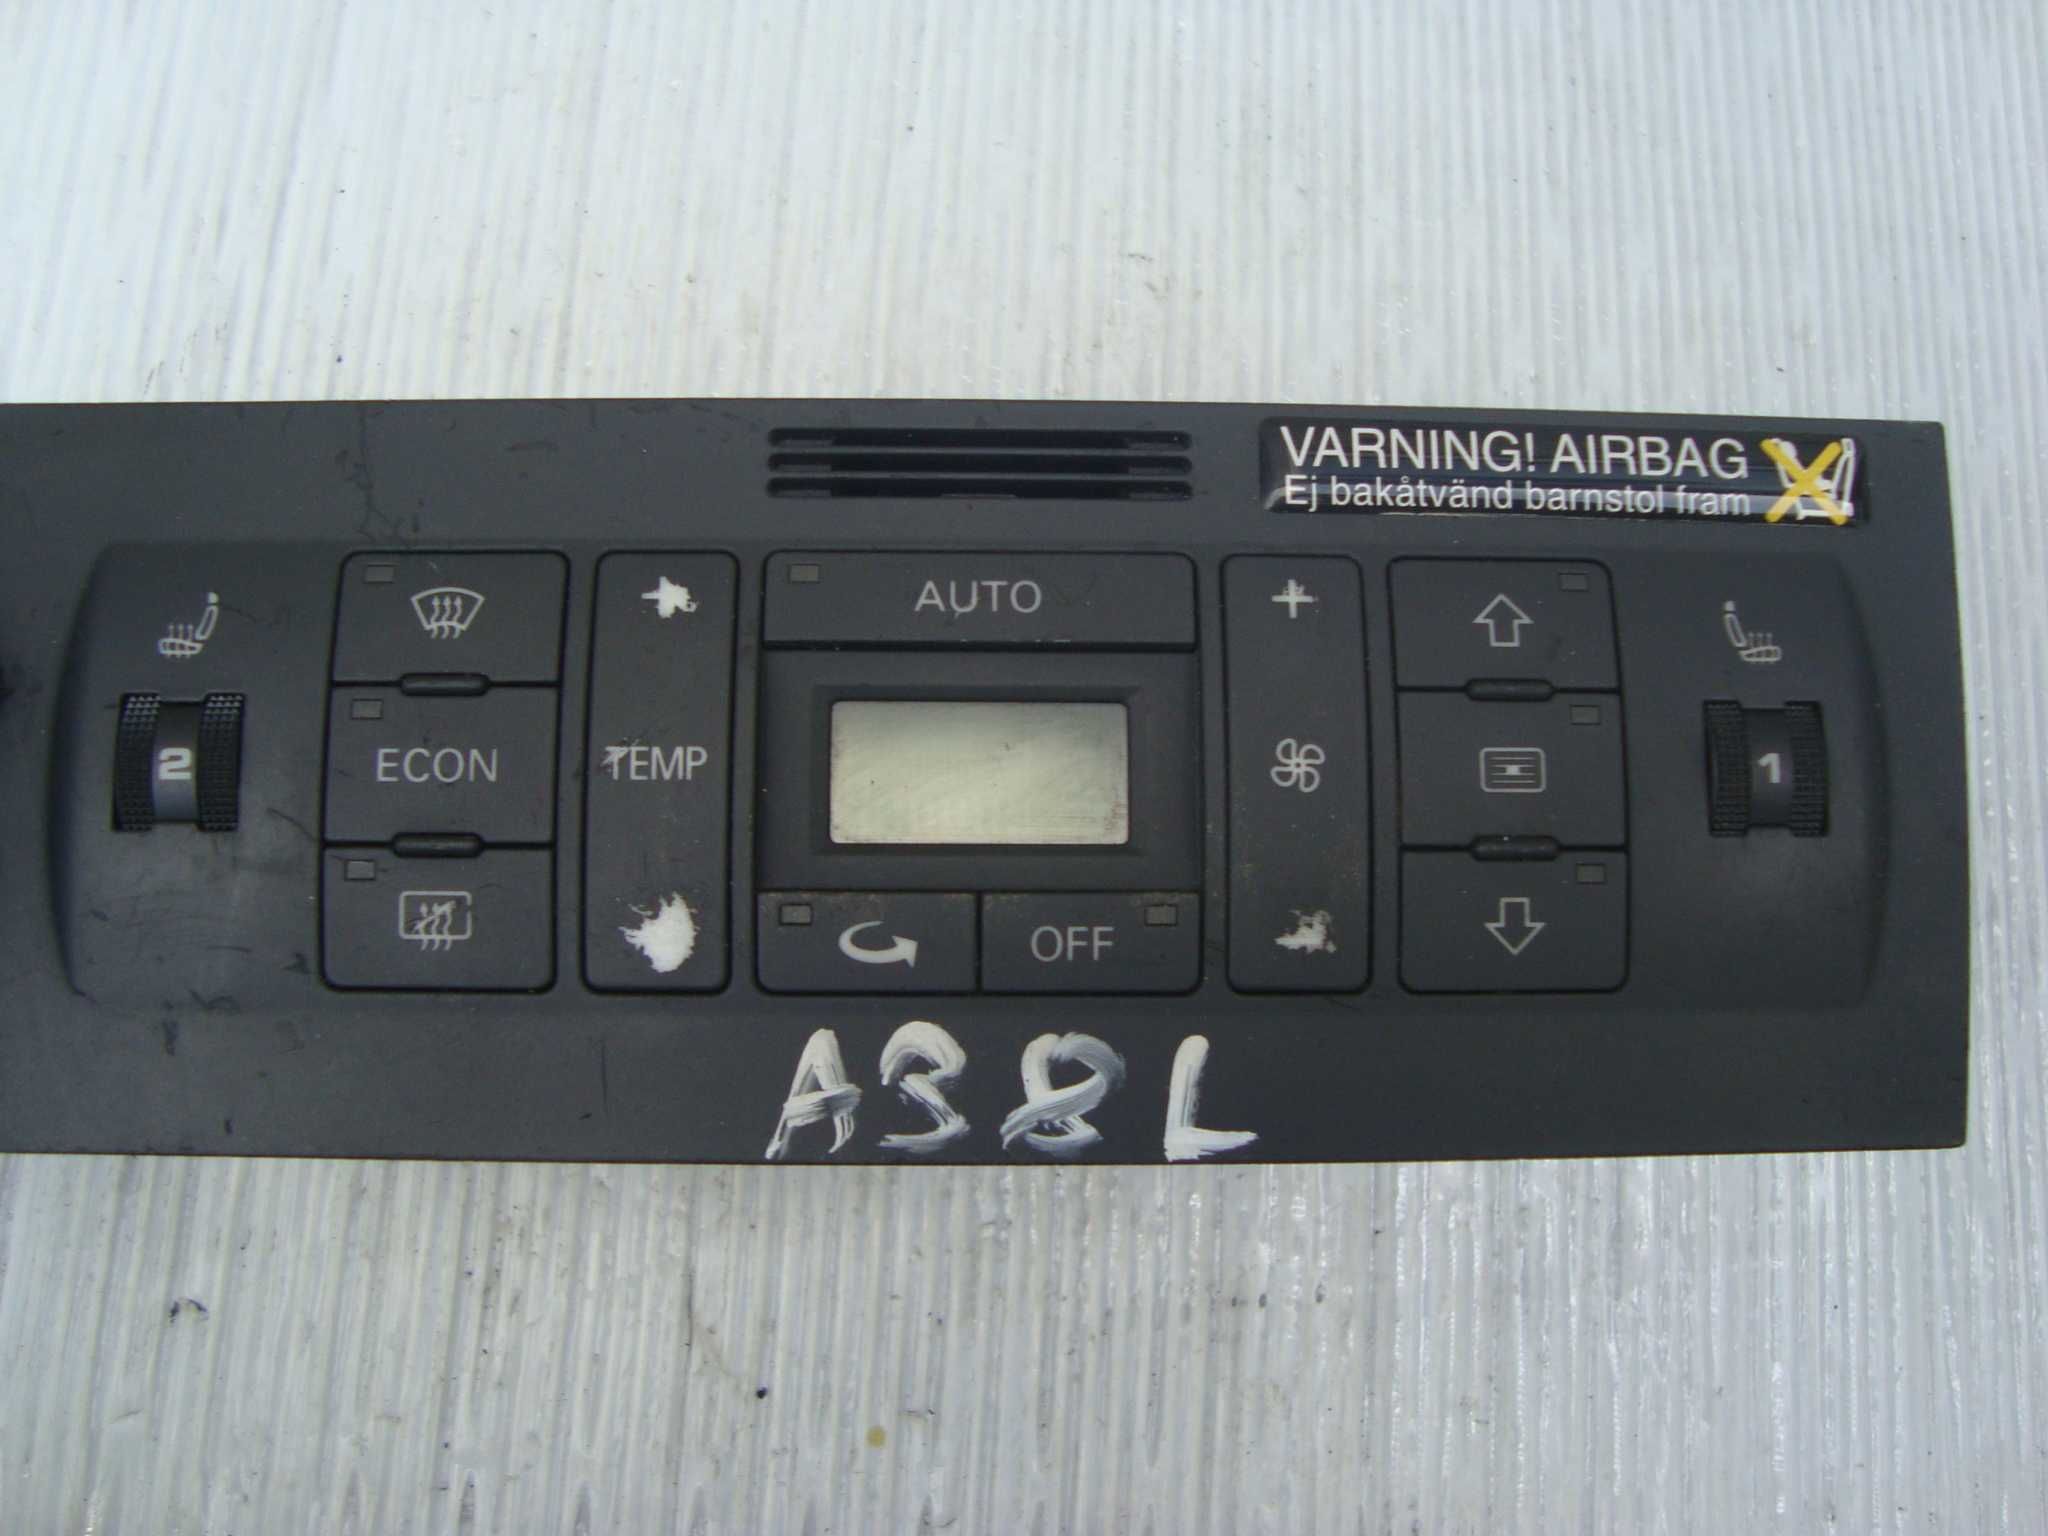 VARNING! AIRBAG
Ej bakåtvänd barnstol fram
AUTO
2
ECON
TEMP
1
OFF
A38L